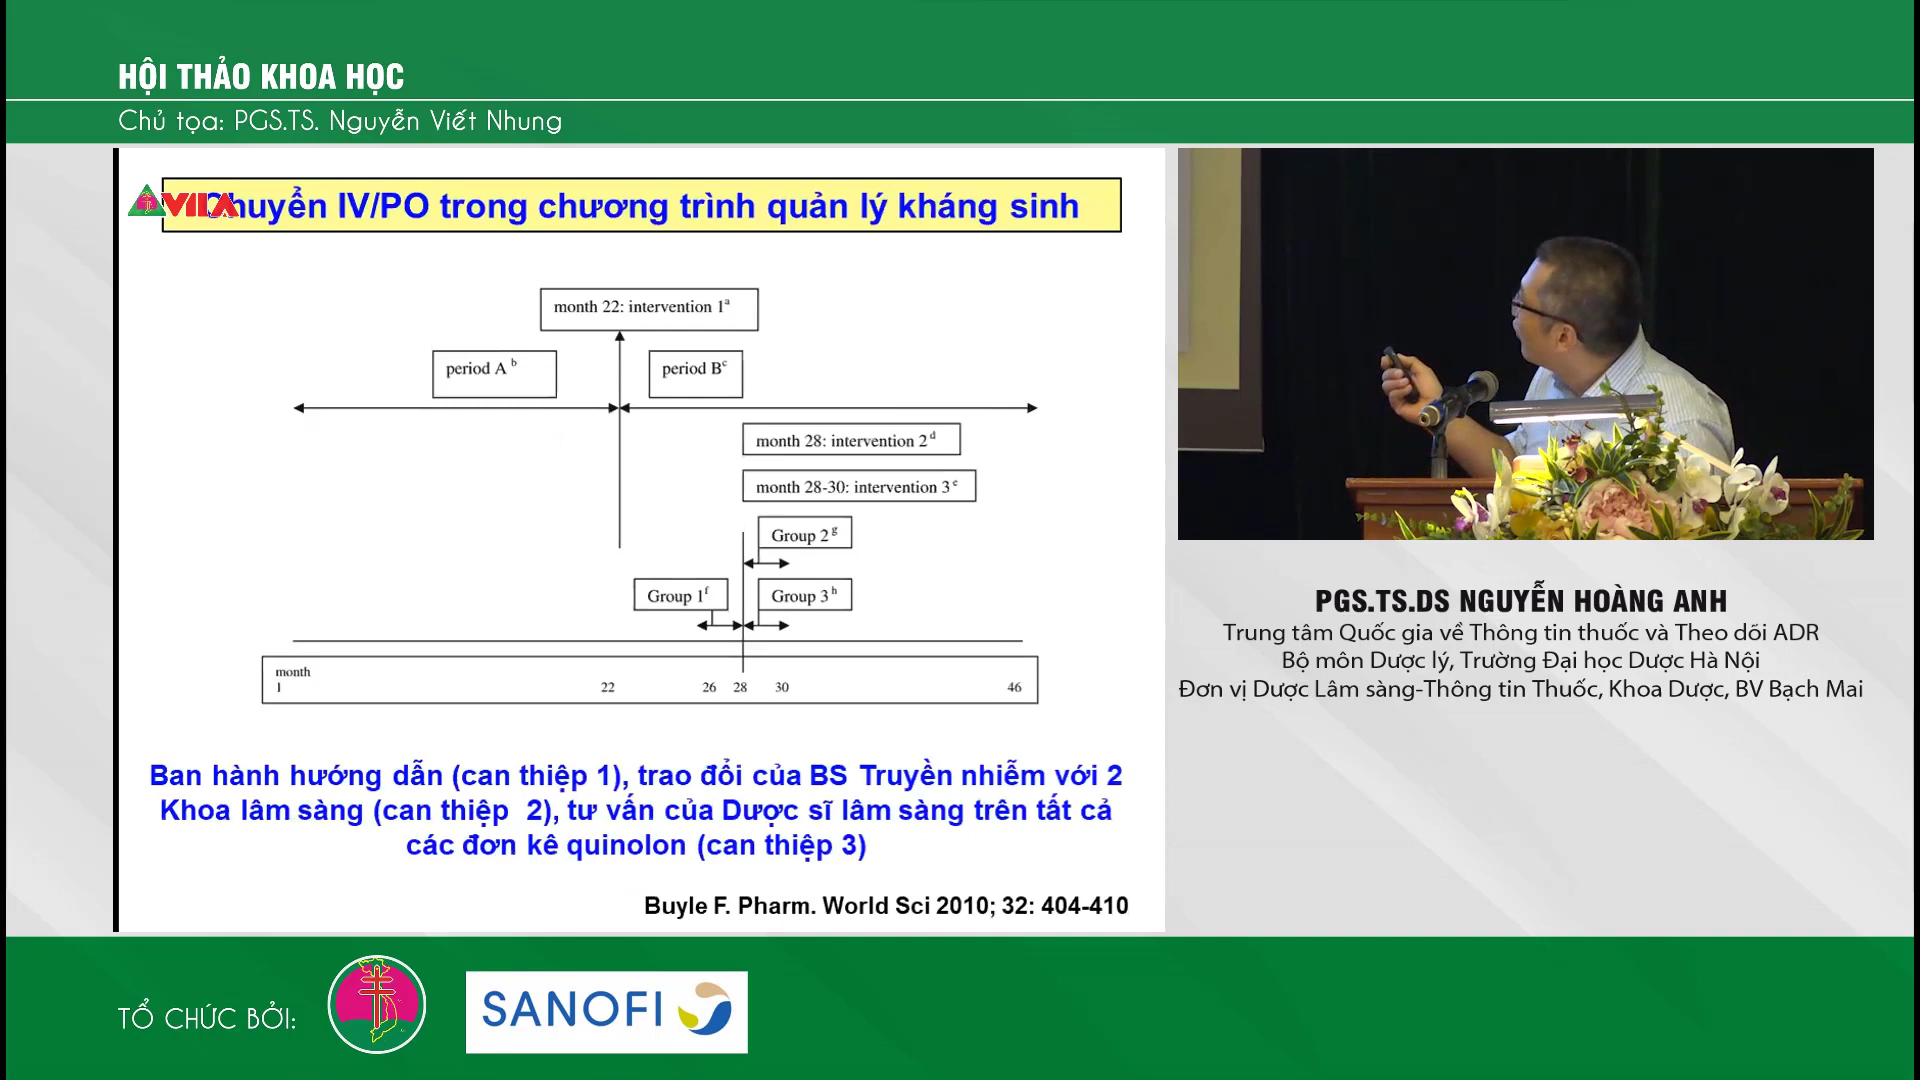 HỘI THẢO KHOA HỌC
Chủ tọa: PGS.TS. Nguyễn Viết Nhung
VILA
Chuyển IV/PO trong chương trình quản lý kháng sinh
month 22: intervention 1a
period A b
period Bc
month 28: intervention 2 d
month 28-30: intervention 3 e
Group 2 g
Group 1f
Group 3 h
month
1 22 26 28 30 46
Ban hành hướng dẫn (can thiệp 1), trao đổi của BS Truyền nhiễm với 2
Khoa lâm sàng (can thiệp 2), tư vấn của Dược sĩ lâm sàng trên tất cả
các đơn kê quinolon (can thiệp 3)
Buyle F. Pharm. World Sci 2010; 32: 404-410
PGS.TS.DS NGUYỄN HOÀNG ANH
Trung tâm Quốc gia về Thông tin thuốc và Theo dõi ADR
Bộ môn Dược lý, Trường Đại học Dược Hà Nội
Đơn vị Dược Lâm sàng-Thông tin Thuốc, Khoa Dược, BV Bạch Mai
TỔ CHỨC BỞI:
SANOFI